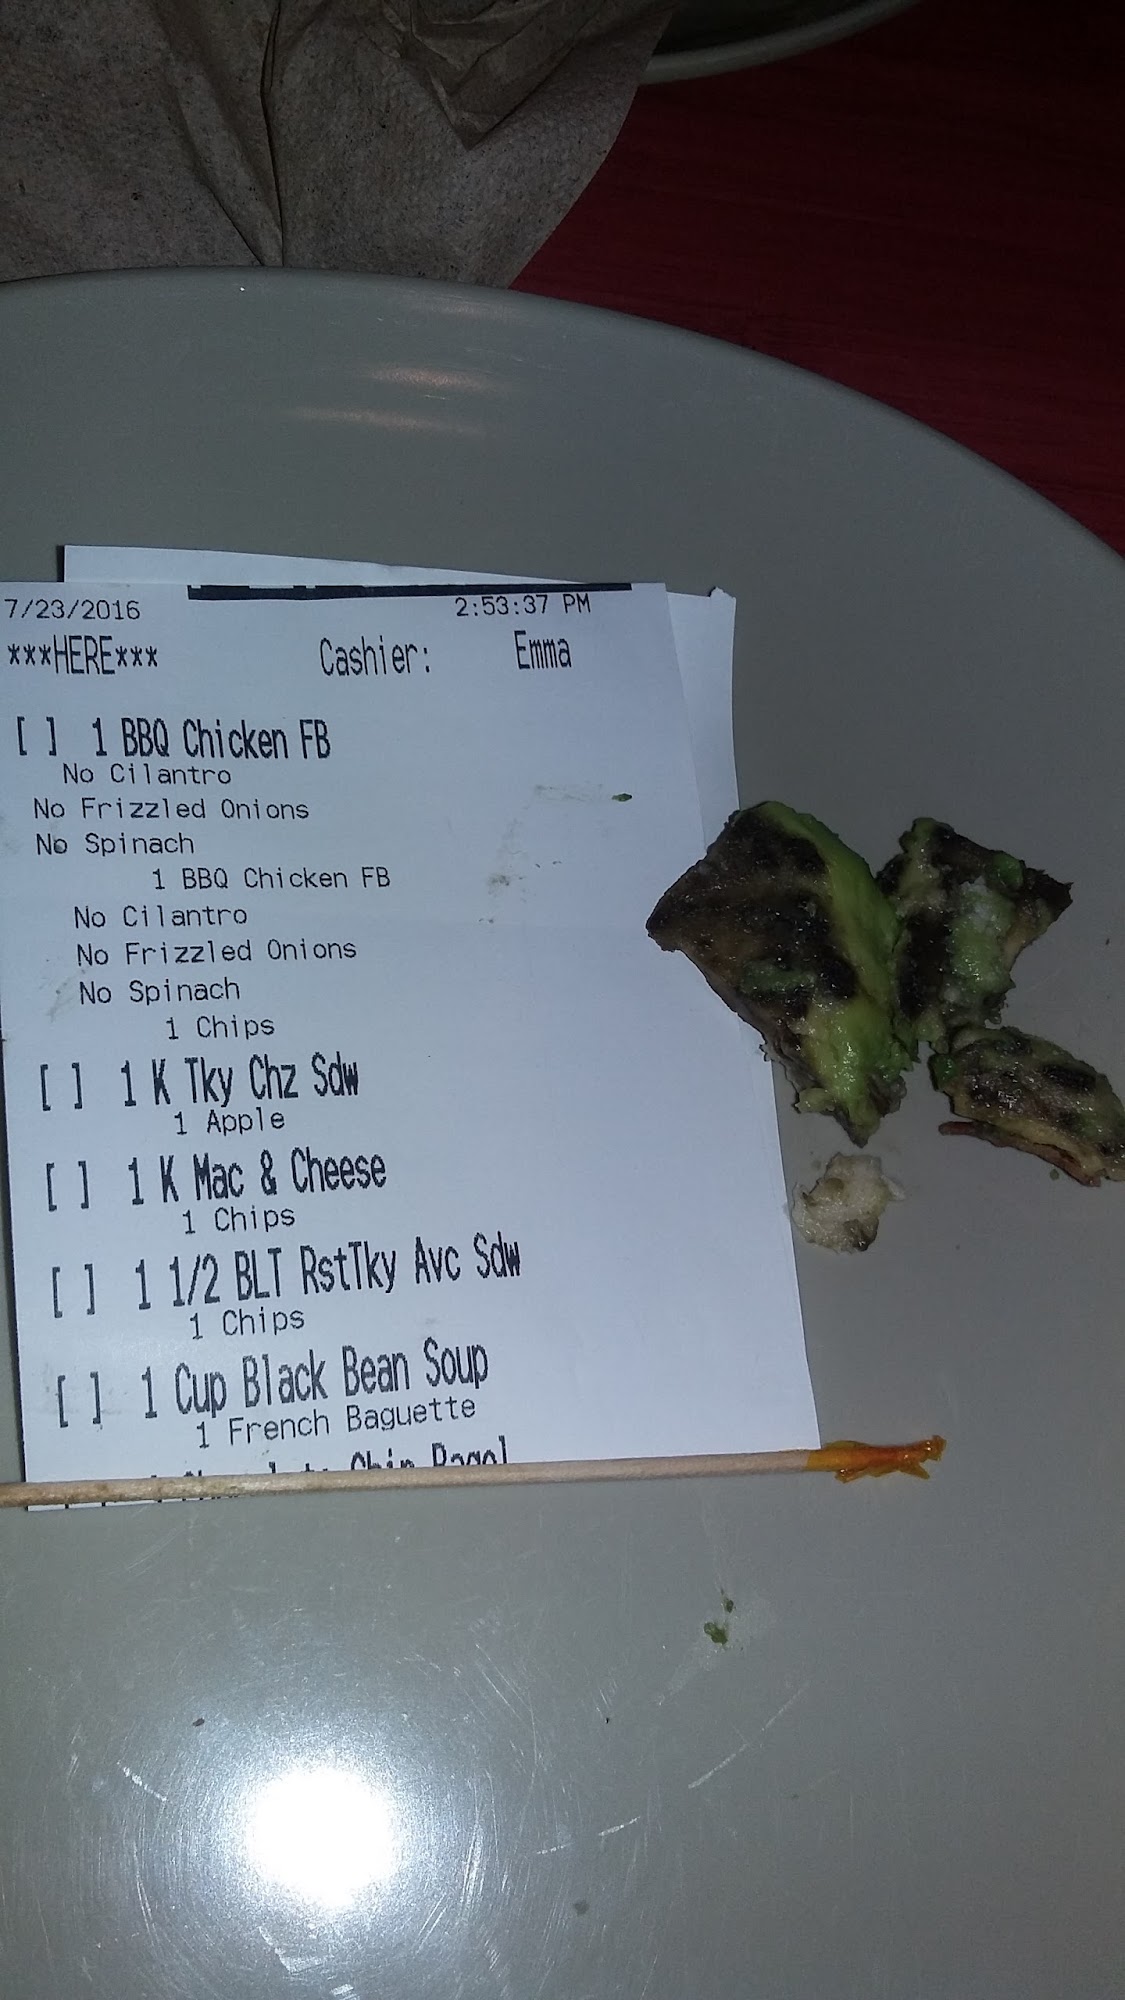 7/23/2016 2:53:37 PM
***HERE*** Cashier: Emma
[ ] 1 BBQ Chicken FB
No Cilantro
No Frizzled Onions
No Spinach
1 BBQ Chicken FB
No Cilantro
No Frizzled Onions
No Spinach
1 Chips
[ ] 1 K Tky Chz Sdw
1 Apple
[ ] 1 K Mac & Cheese
1 Chips
[ ] 1 1/2 BLT RstTky Avc Sdw
1 Chips
[ ] 1 Cup Black Bean Soup
1 French Baguette
Chip Bagel